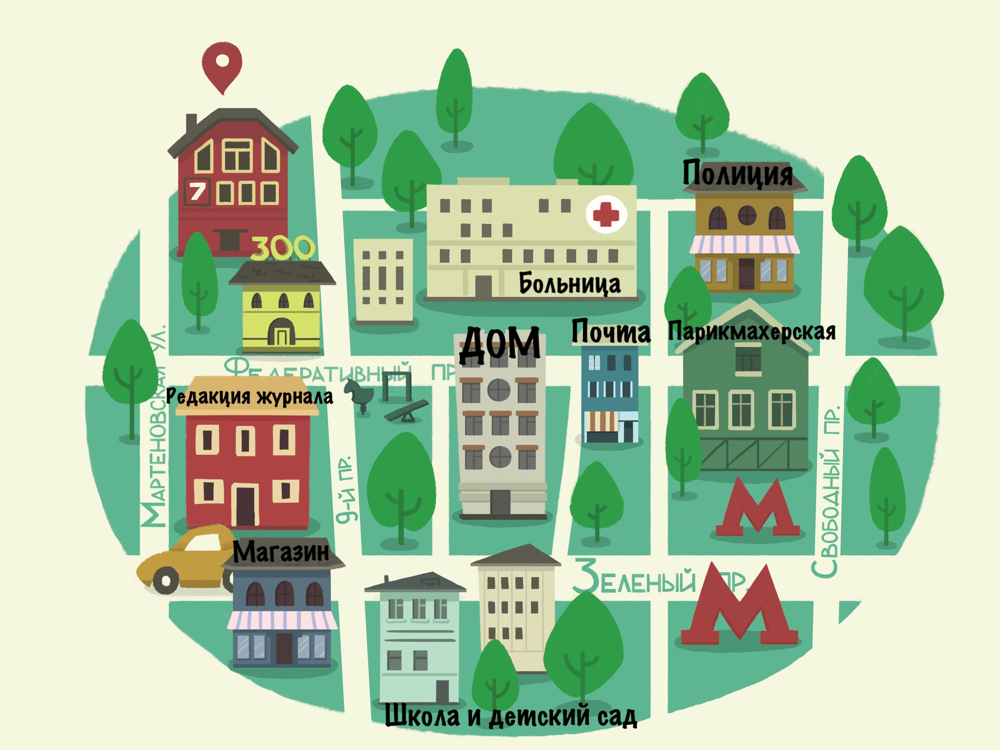 Полиция
7
300
Больница
ДОМ
Почта
Парикмахерская
Мартеновская ул.
Федеративный пр
Редакция журнала
9-й пр.
Свободный пр.
М
Магазин
Зеленый пр.
М
Школа и детский сад